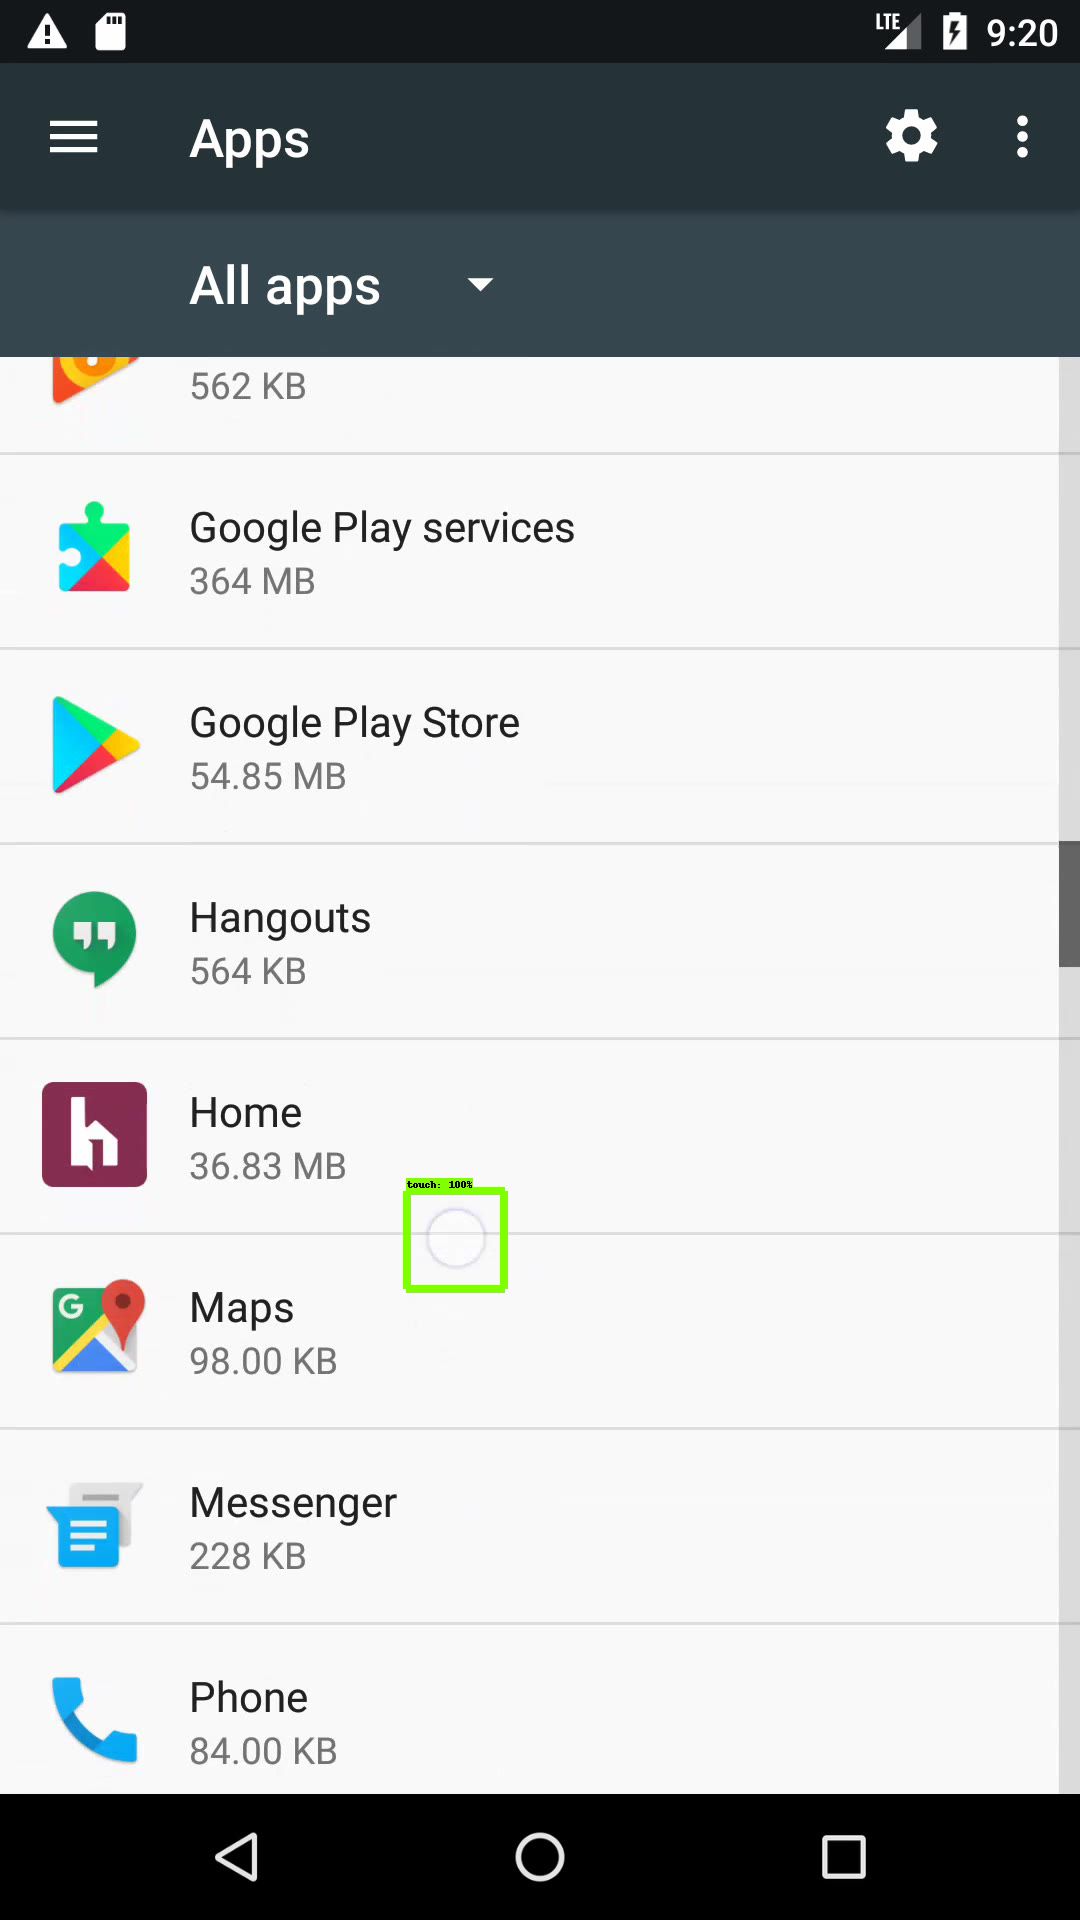 LTE
9:20
Apps
All apps
562 KB
Google Play services
364 MB
Google Play Store
54.85 MB
Hangouts
564 KB
Home
36.83 MB
touch: 100%
Maps
98.00 KB
Messenger
228 KB
Phone
84.00 KB